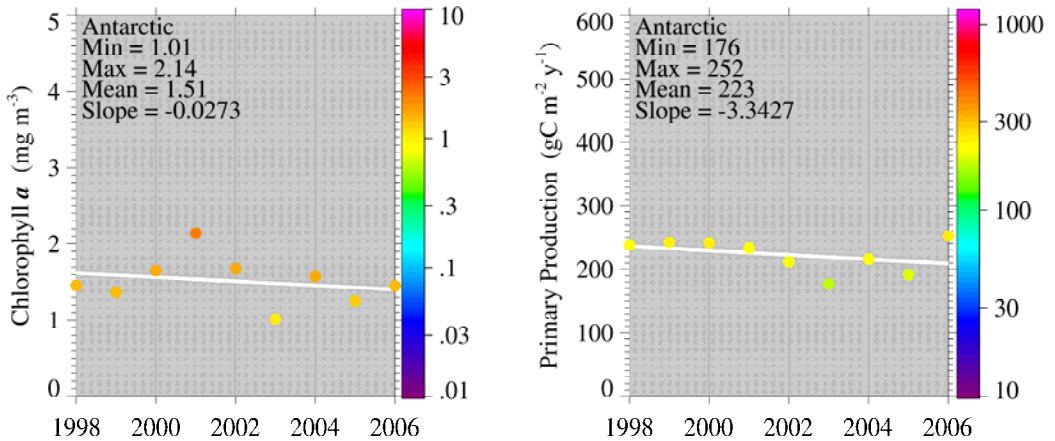 5
4
3
2
1
0
Chlorophyll a (mg m-3)
Antarctic
Min = 1.01
Max = 2.14
Mean = 1.51
Slope = -0.0273
1998 2000 2002 2004 2006
10
3
1
.3
.1
.03
.01
600
500
400
300
200
100
0
Primary Production (gC m-2 y-1)
Antarctic
Min = 176
Max = 252
Mean = 223
Slope = -3.3427
1998 2000 2002 2004 2006
1000
300
100
30
10